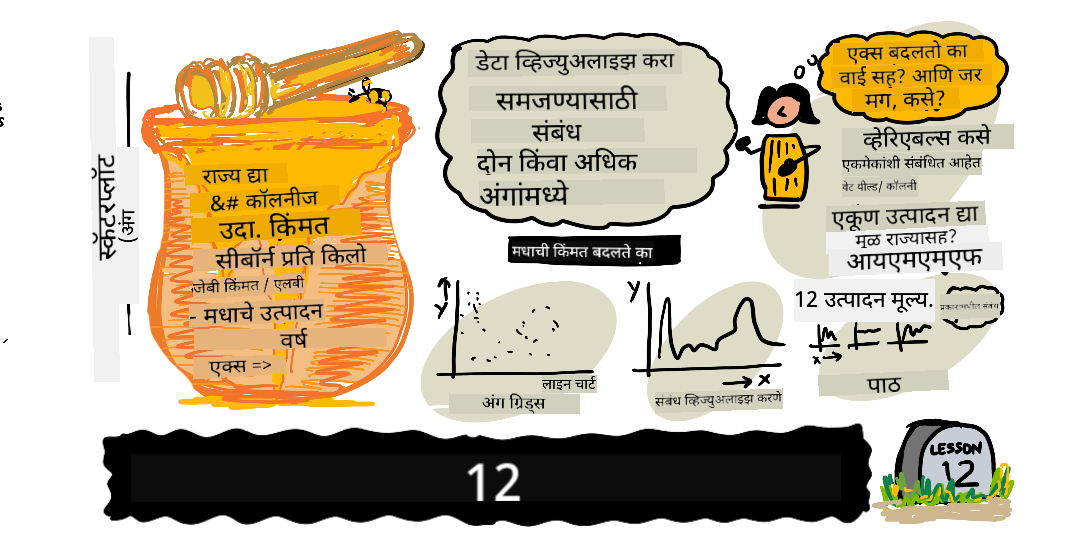 स्कॅटरप्लॉट
(अंग
राज्य द्या
&# कॉलनीज
उदा. किंमत
सीबॉर्न प्रति किलो
जेबी किंमत / एलबी
- मधाचे उत्पादन
वर्ष
एक्स =>
डेटा व्हिज्युअलाइझ करा
समजण्यासाठी
संबंध
दोन किंवा अधिक
अंगांमध्ये
मधाची किंमत बदलते का
Y
लाइन चार्ट
अंग ग्रिड्स
Y
x
संबंध व्हिज्युअलाइझ करणे
एक्स बदलतो का
वाई सह? आणि जर
मग, कसे?
व्हेरिएबल्स कसे
एकमेकांशी संबंधित आहेत
वेट यील्ड/ कॉलनी
एकूण उत्पादन द्या
मूळ राज्यासह?
आयएमएमएफ
12 उत्पादन मूल्य.
x
पाठ
12
LESSON
12